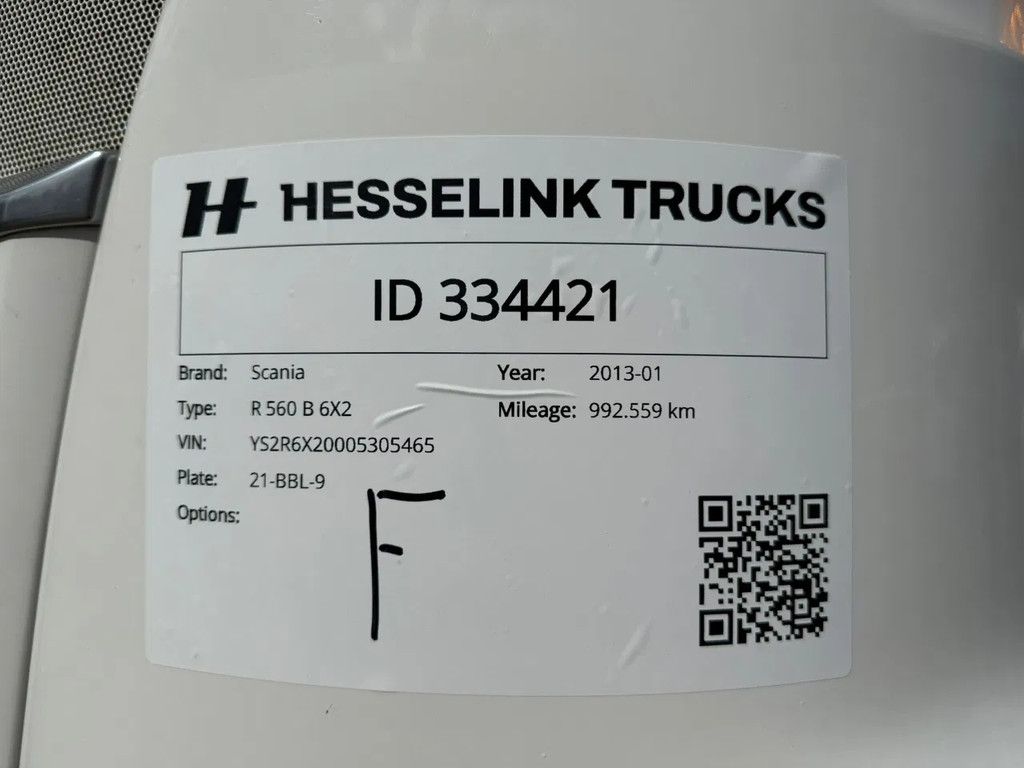 H HESSELINK TRUCKS
ID 334421
Brand: Scania Year: 2013-01
Type: R 560 B 6X2 Mileage: 992.559 km
VIN: YS2R6X20005305465
Plate: 21-BBL-9
Options:
F